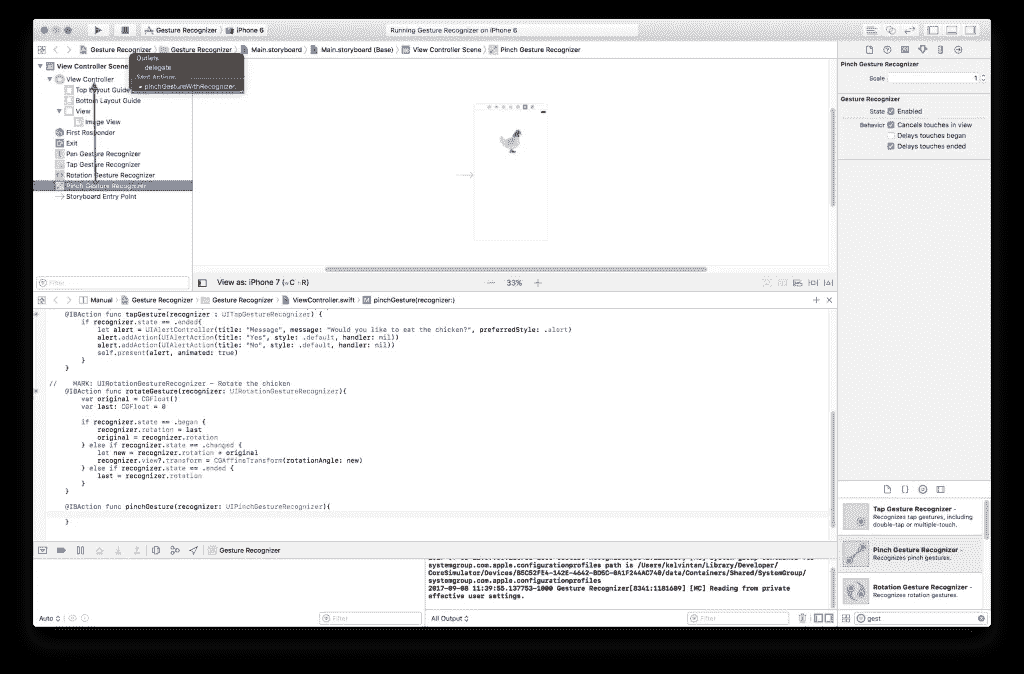 Gesture Recognizer iPhone 6
Running Gesture Recognizer on iPhone 6
Gesture Recognizer Gesture Recognizer Main.storyboard Main.storyboard (Base) View Controller Scene Pinch Gesture Recognizer
View Controller Scene
View Controller
Top Layout Guide
Bottom Layout Guide
View
Image View
First Responder
Exit
Pan Gesture Recognizer
Tap Gesture Recognizer
Rotation Gesture Recognizer
Pinch Gesture Recognizer
Storyboard Entry Point
Outlets
delegate
Sent Actions
pinchGestureWithRecognizer:
Filter
View as: iPhone 7 (wC hR)
33%
Pinch Gesture Recognizer
Scale 1
Gesture Recognizer
State Enabled
Behavior Cancels touches in view
Delays touches began
Delays touches ended
Manual Gesture Recognizer Gesture Recognizer ViewController.swift pinchGesture(recognizer:)
@IBAction func tapGesture(recognizer : UITapGestureRecognizer) {
if recognizer.state == .ended{
let alert = UIAlertController(title: "Message", message: "Would you like to eat the chicken?", preferredStyle: .alert)
alert.addAction(UIAlertAction(title: "Yes", style: .default, handler: nil))
alert.addAction(UIAlertAction(title: "No", style: .default, handler: nil))
self.present(alert, animated: true)
}
}
// MARK: UIRotationGestureRecognizer - Rotate the chicken
@IBAction func rotateGesture(recognizer: UIRotationGestureRecognizer){
var original = CGFloat()
var last: CGFloat = 0
if recognizer.state == .began {
recognizer.rotation = last
original = recognizer.rotation
} else if recognizer.state == .changed {
let new = recognizer.rotation + original
recognizer.view?.transform = CGAffineTransform(rotationAngle: new)
} else if recognizer.state == .ended {
last = recognizer.rotation
}
}
@IBAction func pinchGesture(recognizer: UIPinchGestureRecognizer){
}
Gesture Recognizer
systemgroup.com.apple.configurationprofiles path is /Users/kelvintan/Library/Developer/
CoreSimulator/Devices/B5C52FE4-142E-4642-BD5C-0A1F244AC740/data/Containers/Shared/SystemGroup/
systemgroup.com.apple.configurationprofiles
2017-09-08 11:39:55.137753+1000 Gesture Recognizer[8341:1181689] [MC] Reading from private
effective user settings.
Auto
Filter
All Output
Filter
Tap Gesture Recognizer -
Recognizes tap gestures, including
double-tap or multiple-touch.
Pinch Gesture Recognizer -
Recognizes pinch gestures.
Rotation Gesture Recognizer -
Recognizes rotation gestures.
gest